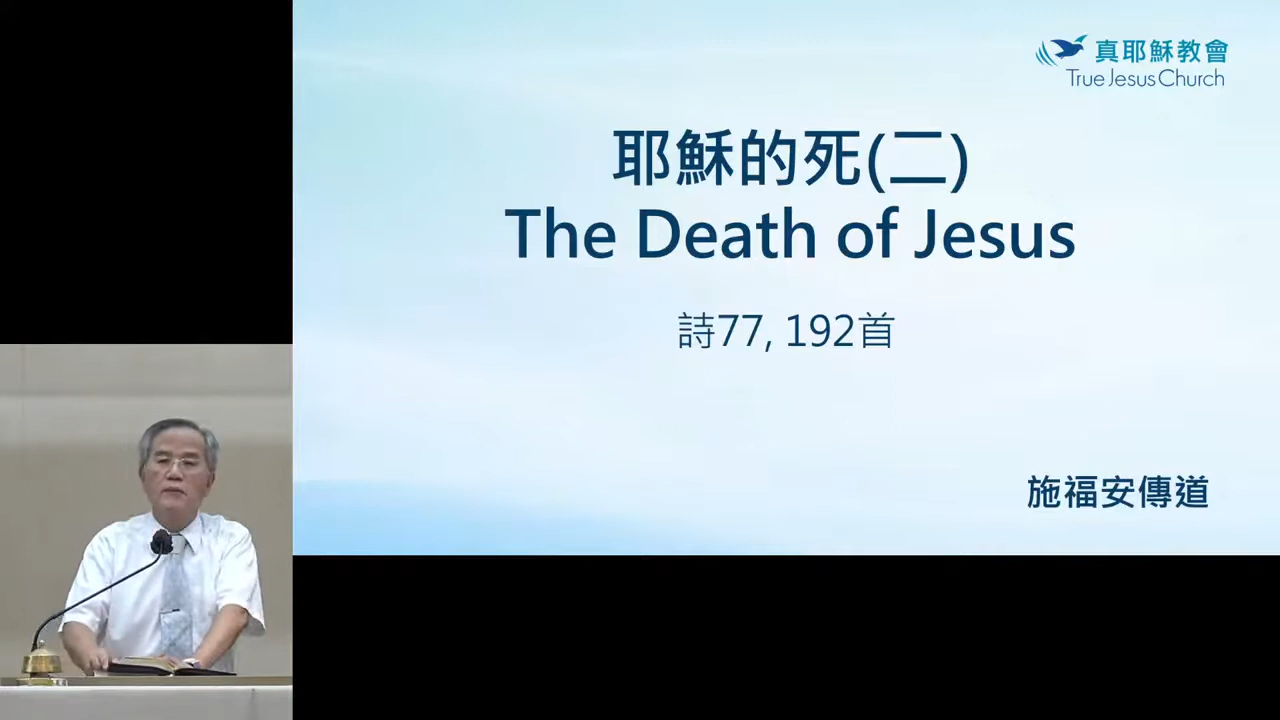 真耶穌教會
True Jesus Church
耶穌的死(二)
The Death of Jesus
詩77, 192首
施福安傳道